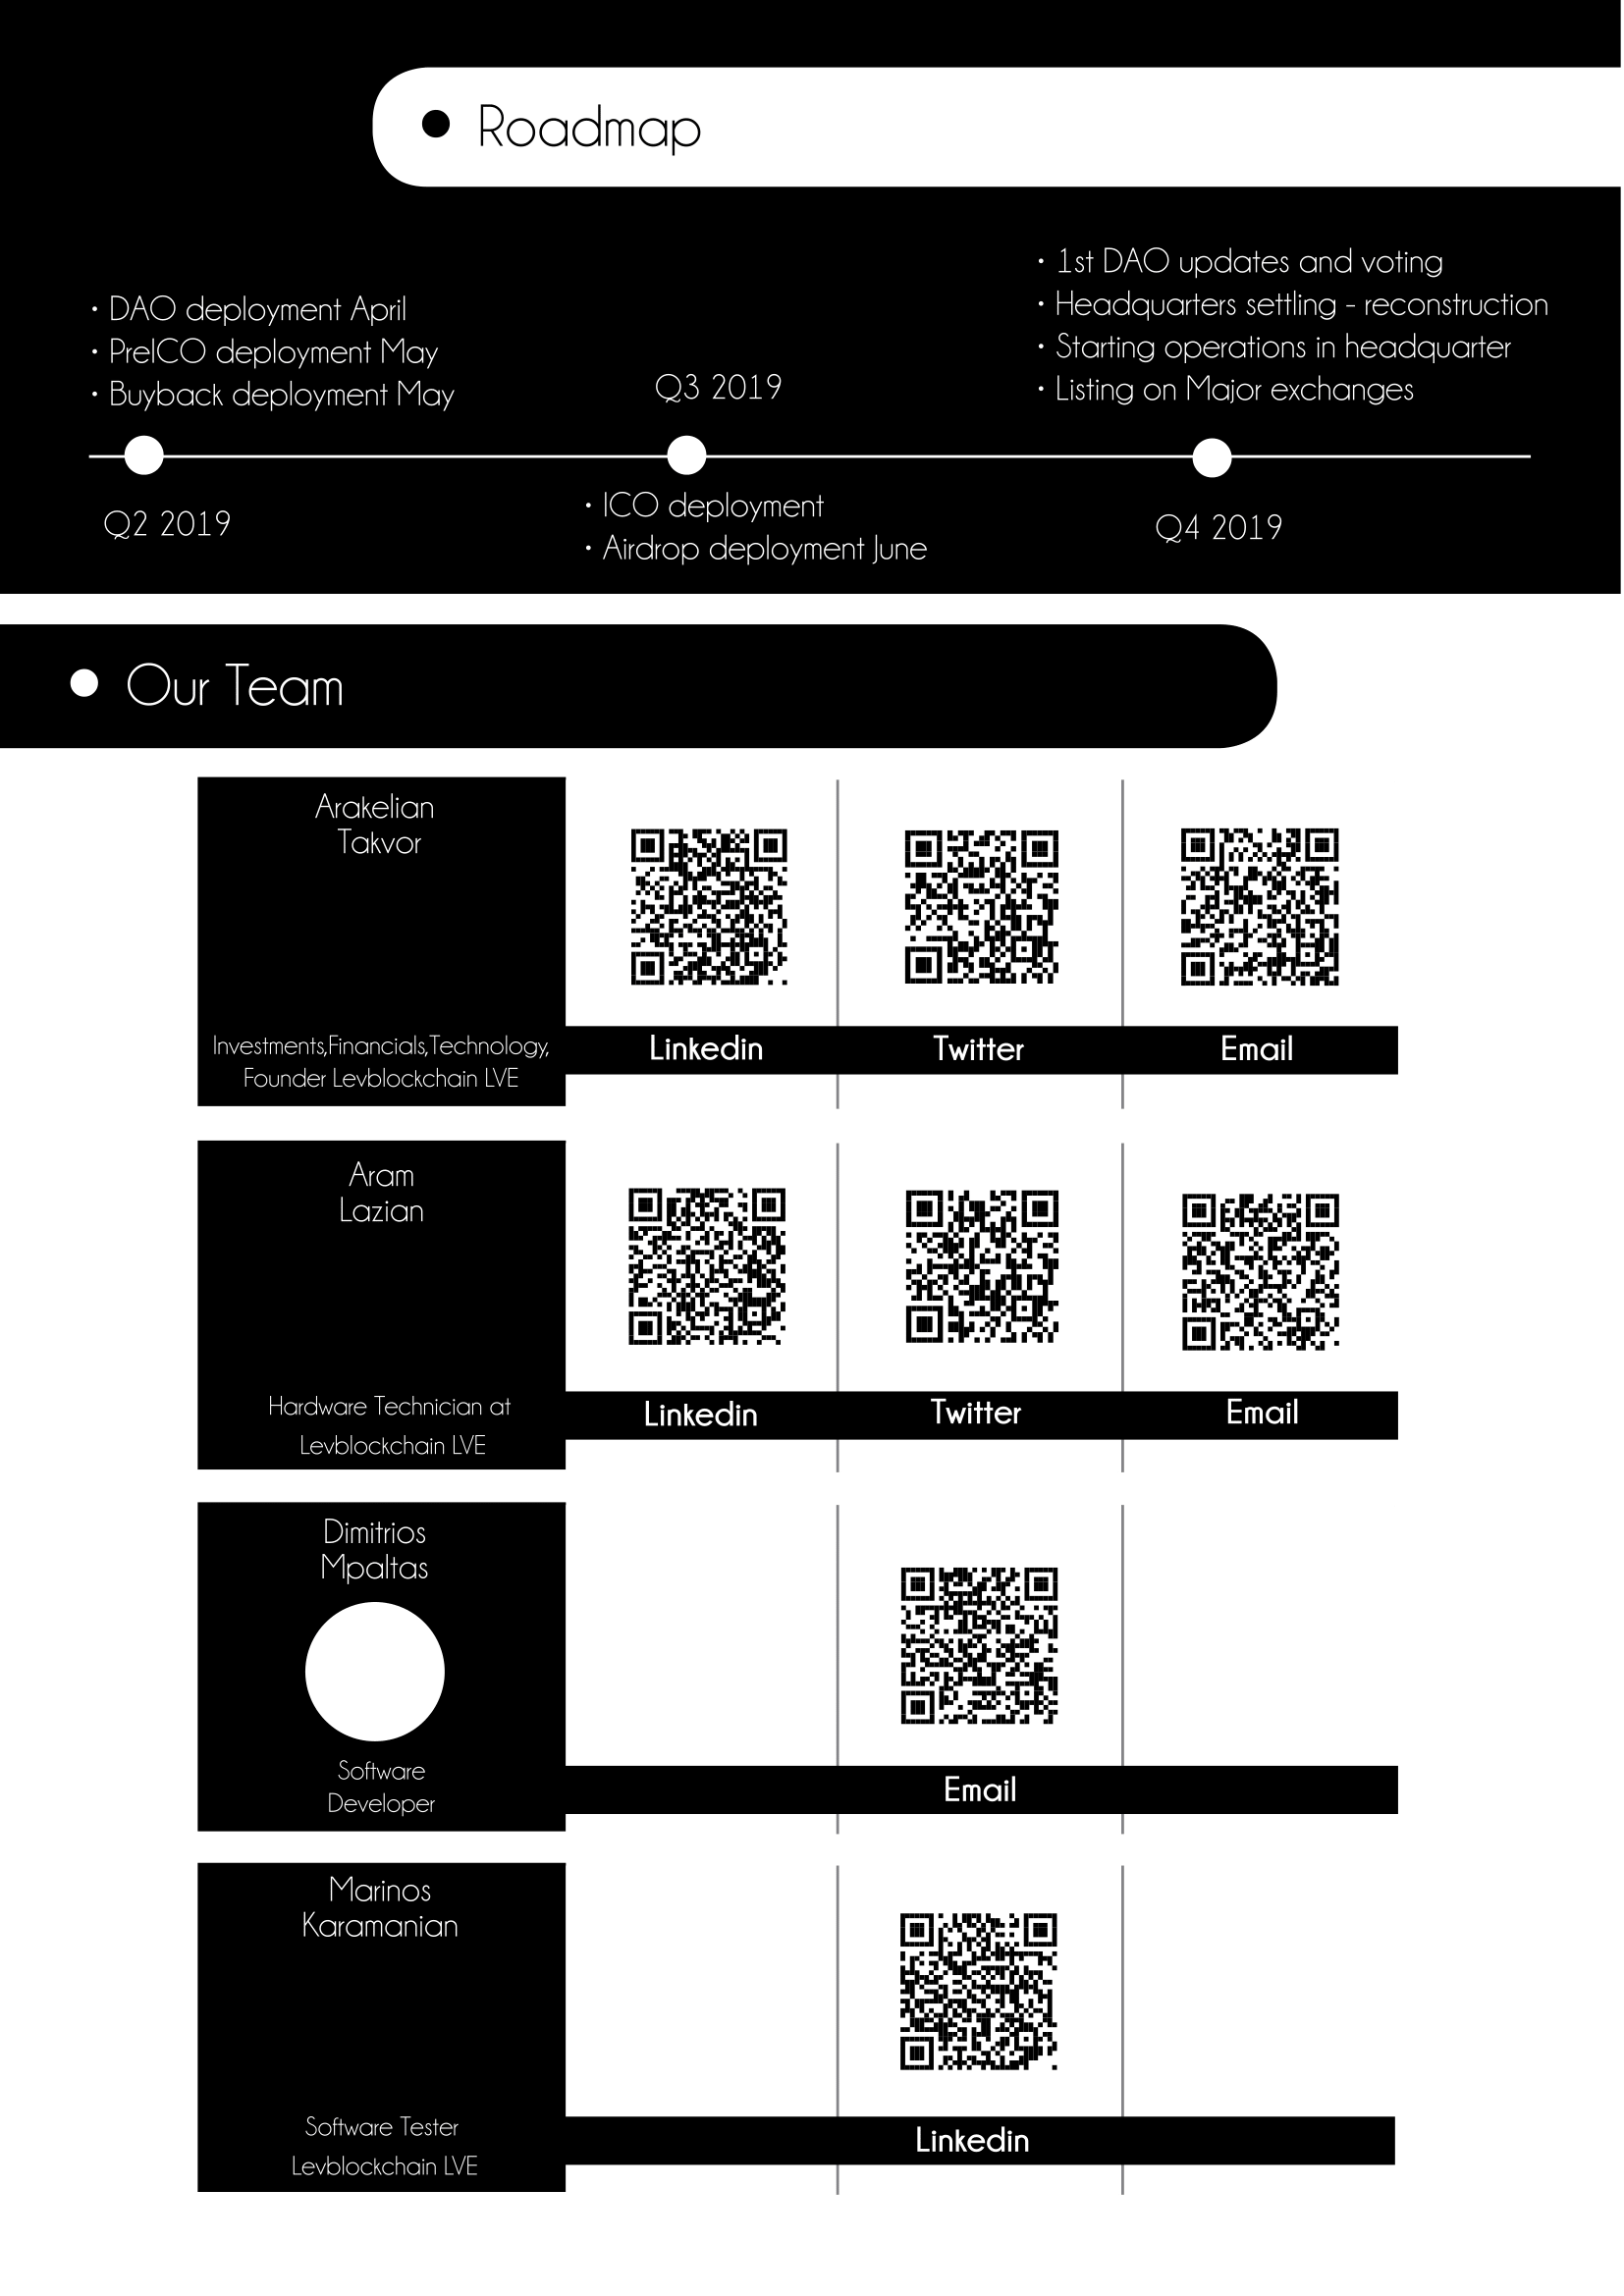 Roadmap
• DAO deployment April
• PreICO deployment May
• Buyback deployment May
Q2 2019
Q3 2019
• ICO deployment
• Airdrop deployment June
• 1st DAO updates and voting
• Headquarters settling - reconstruction
• Starting operations in headquarter
• Listing on Major exchanges
Q4 2019
Our Team
Arakelian
Takvor
Investments,Financials,Technology,
Founder Levblockchain LVE
Linkedin
Twitter
Email
Aram
Lazian
Hardware Technician at
Levblockchain LVE
Linkedin
Twitter
Email
Dimitrios
Mpaltas
Software
Developer
Email
Marinos
Karamanian
Software Tester
Levblockchain LVE
Linkedin